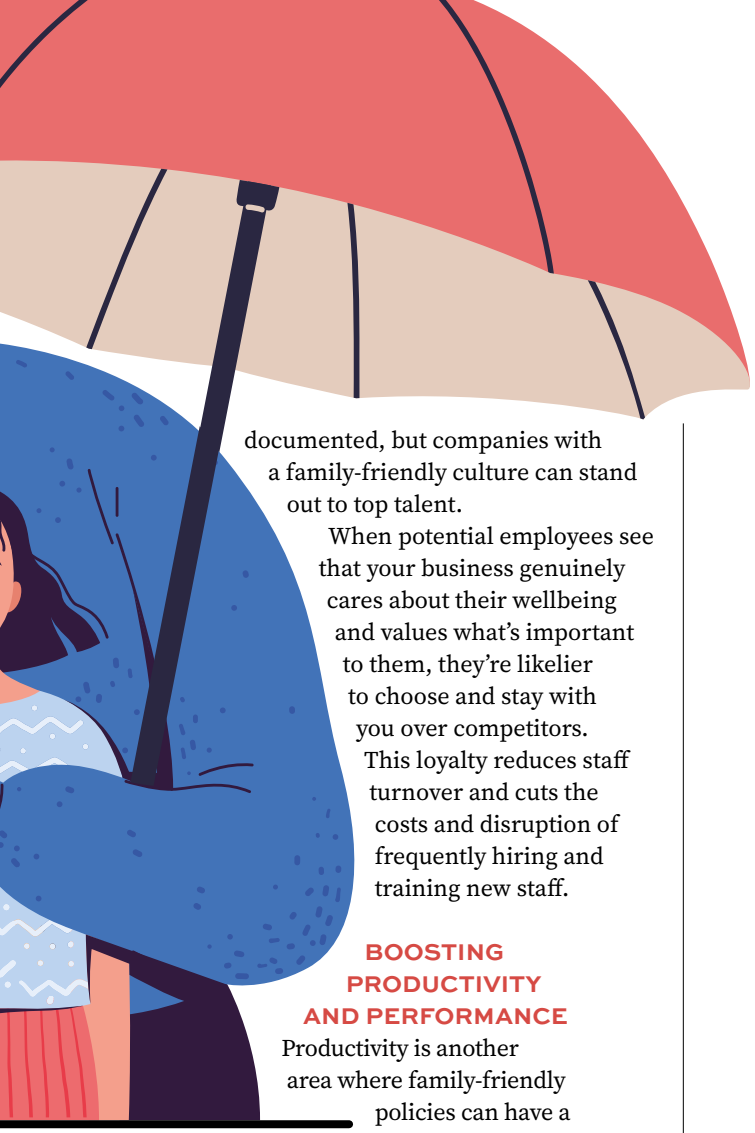 documented, but companies with
a family-friendly culture can stand
out to top talent.
When potential employees see
that your business genuinely
cares about their wellbeing
and values what’s important
to them, they’re likelier
to choose and stay with
you over competitors.
This loyalty reduces staff
turnover and cuts the
costs and disruption of
frequently hiring and
training new staff.
BOOSTING
PRODUCTIVITY
AND PERFORMANCE
Productivity is another
area where family-friendly
policies can have a